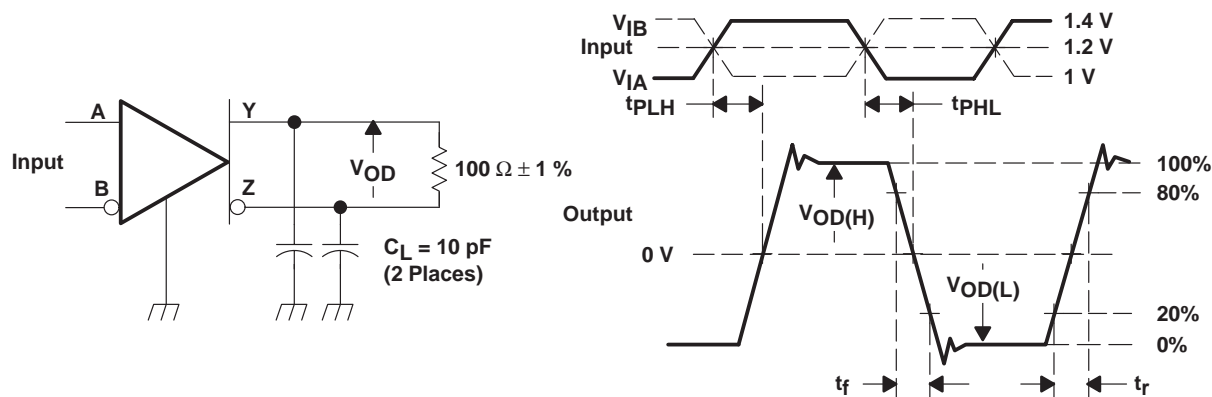 A
Y
Input
V_OD
100 Ω ± 1 %
B
Z
C_L = 10 pF
(2 Places)
V_IB
1.4 V
Input
1.2 V
V_IA
1 V
t_PLH
t_PHL
100%
80%
V_OD(H)
Output
0 V
V_OD(L)
20%
0%
t_f
t_r